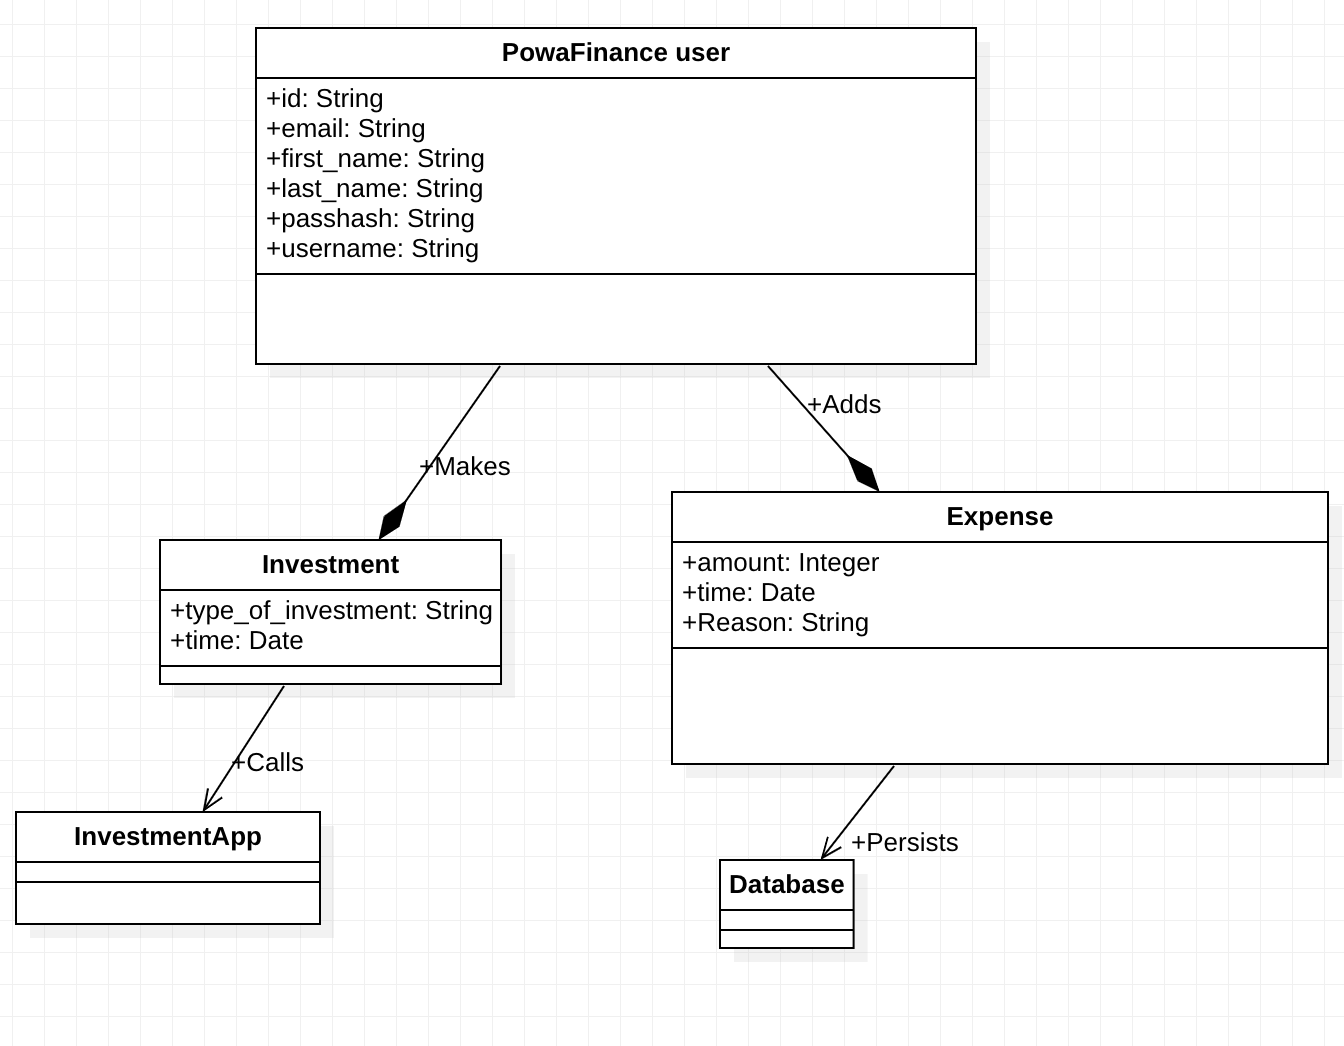 PowaFinance user
+id: String
+email: String
+first_name: String
+last_name: String
+passhash: String
+username: String
+Adds
+Makes
Expense
+amount: Integer
+time: Date
+Reason: String
Investment
+type_of_investment: String
+time: Date
+Calls
InvestmentApp
+Persists
Database